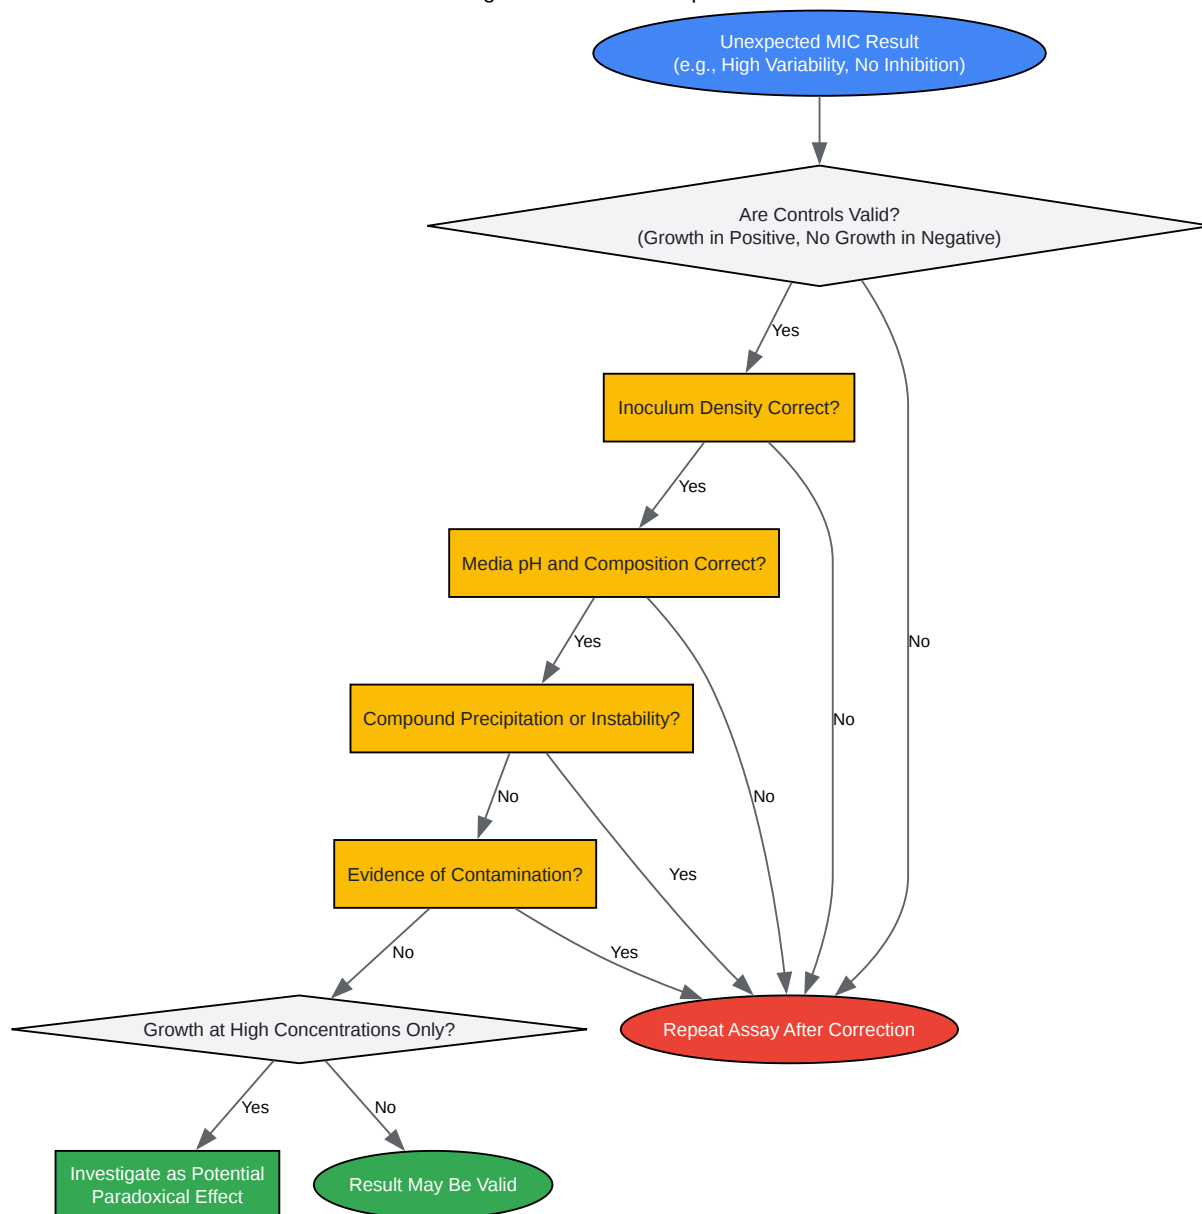 Unexpected MIC Result
(e.g., High Variability, No Inhibition)
Are Controls Valid?
(Growth in Positive, No Growth in Negative)
Yes
Inoculum Density Correct?
Yes
Media pH and Composition Correct?
Yes
No
Compound Precipitation or Instability?
No
No
No
Evidence of Contamination?
Yes
No
Yes
Growth at High Concentrations Only?
Repeat Assay After Correction
Yes
No
Investigate as Potential
Paradoxical Effect
Result May Be Valid